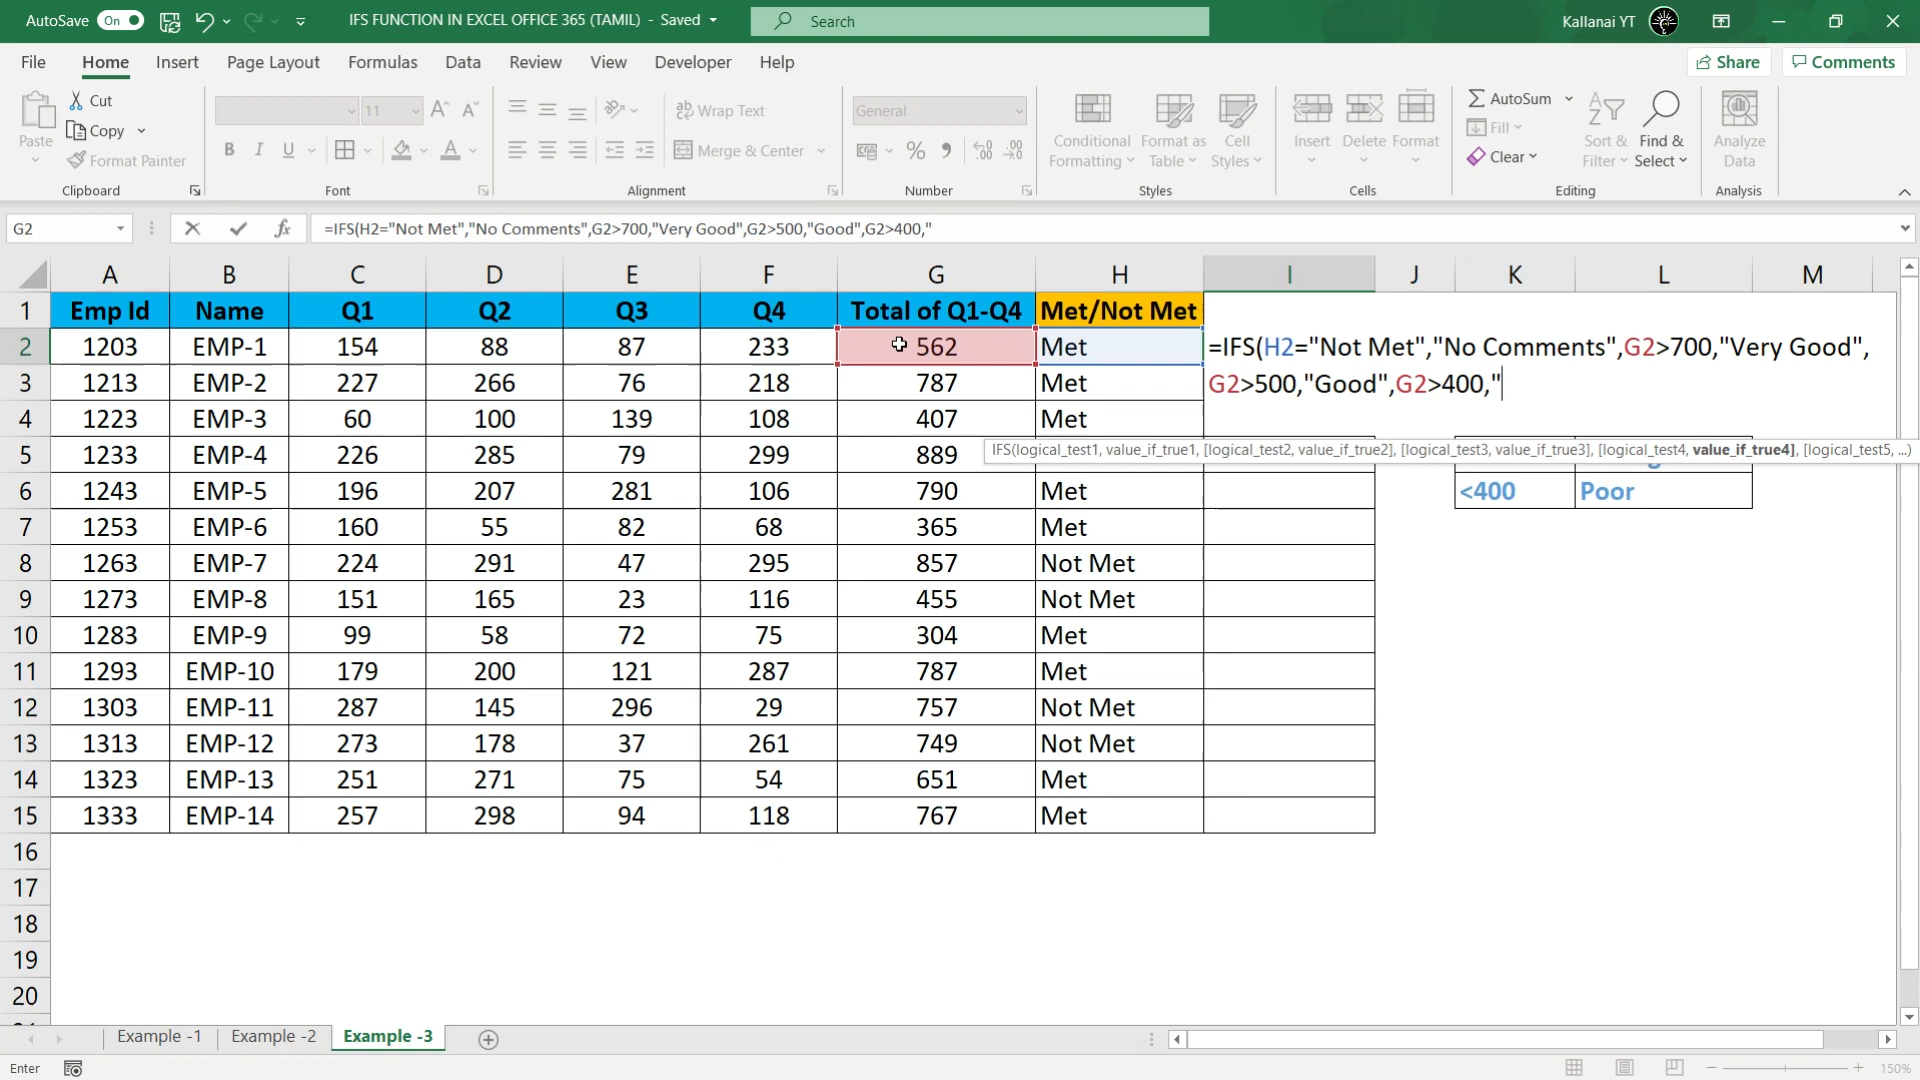 AutoSave On IFS FUNCTION IN EXCEL OFFICE 365 (TAMIL) - Saved Search Kallanai YT
File Home Insert Page Layout Formulas Data Review View Developer Help Share Comments
Paste Cut Copy Format Painter Clipboard
11 B I U Font
Wrap Text Merge & Center Alignment
General % Number
Conditional Formatting Format as Table Cell Styles Styles
Insert Delete Format Cells
AutoSum Fill Clear Sort & Filter Find & Select Editing
Analyze Data Analysis
G2 fx =IFS(H2="Not Met","No Comments",G2>700,"Very Good",G2>500,"Good",G2>400,"
A B C D E F G H I J K L M
1 Emp Id Name Q1 Q2 Q3 Q4 Total of Q1-Q4 Met/Not Met
2 1203 EMP-1 154 88 87 233 562 Met =IFS(H2="Not Met","No Comments",G2>700,"Very Good",
3 1213 EMP-2 227 266 76 218 787 Met G2>500,"Good",G2>400,"
4 1223 EMP-3 60 100 139 108 407 Met
5 1233 EMP-4 226 285 79 299 889 IFS(logical_test1, value_if_true1, [logical_test2, value_if_true2], [logical_test3, value_if_true3], [logical_test4, value_if_true4], [logical_test5, ...)
6 1243 EMP-5 196 207 281 106 790 Met <400 Poor
7 1253 EMP-6 160 55 82 68 365 Met
8 1263 EMP-7 224 291 47 295 857 Not Met
9 1273 EMP-8 151 165 23 116 455 Not Met
10 1283 EMP-9 99 58 72 75 304 Met
11 1293 EMP-10 179 200 121 287 787 Met
12 1303 EMP-11 287 145 296 29 757 Not Met
13 1313 EMP-12 273 178 37 261 749 Not Met
14 1323 EMP-13 251 271 75 54 651 Met
15 1333 EMP-14 257 298 94 118 767 Met
16
17
18
19
20
Example -1 Example -2 Example -3
Enter 150%